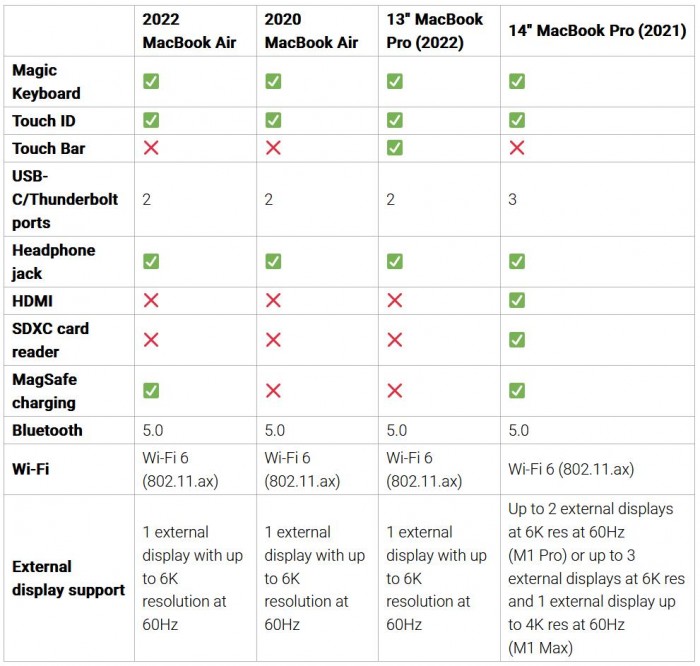 2022 MacBook Air
2020 MacBook Air
13" MacBook Pro (2022)
14" MacBook Pro (2021)
Magic Keyboard ✅ ✅ ✅ ✅
Touch ID ✅ ✅ ✅ ✅
Touch Bar ❌ ❌ ✅ ❌
USB-C/Thunderbolt ports 2 2 2 3
Headphone jack ✅ ✅ ✅ ✅
HDMI ❌ ❌ ❌ ✅
SDXC card reader ❌ ❌ ❌ ✅
MagSafe charging ✅ ❌ ❌ ✅
Bluetooth 5.0 5.0 5.0 5.0
Wi-Fi
Wi-Fi 6 (802.11.ax)
Wi-Fi 6 (802.11.ax)
Wi-Fi 6 (802.11.ax)
Wi-Fi 6 (802.11.ax)
External display support
1 external display with up to 6K resolution at 60Hz
1 external display with up to 6K resolution at 60Hz
1 external display with up to 6K resolution at 60Hz
Up to 2 external displays at 6K res at 60Hz (M1 Pro) or up to 3 external displays at 6K res and 1 external display up to 4K res at 60Hz (M1 Max)